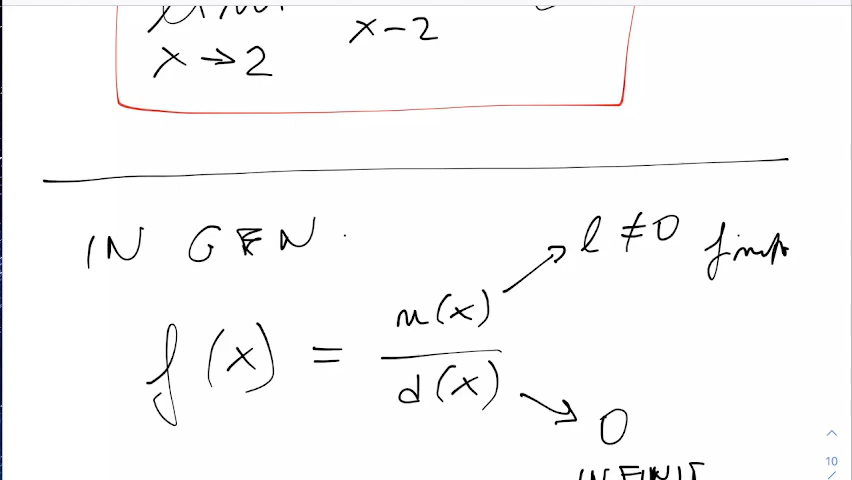 x-2
x→2
IN GEN.
l ≠ 0
f(x) = n(x) / d(x)
0
10